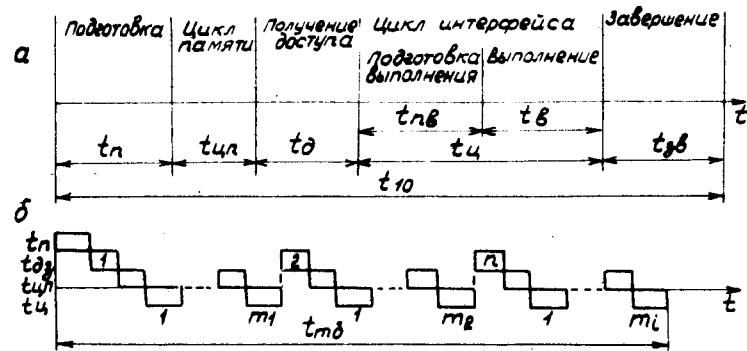 Подготовка Цикл памяти Получение доступа Цикл интерфейса Завершение
Подготовка выполнения Выполнение
а
t
tпв tв
tп tцп tд tц tзв
t10
б
tп
tдз 1 2 n
tцп
tц t
1 m1 1 m2 1 mi
tmб